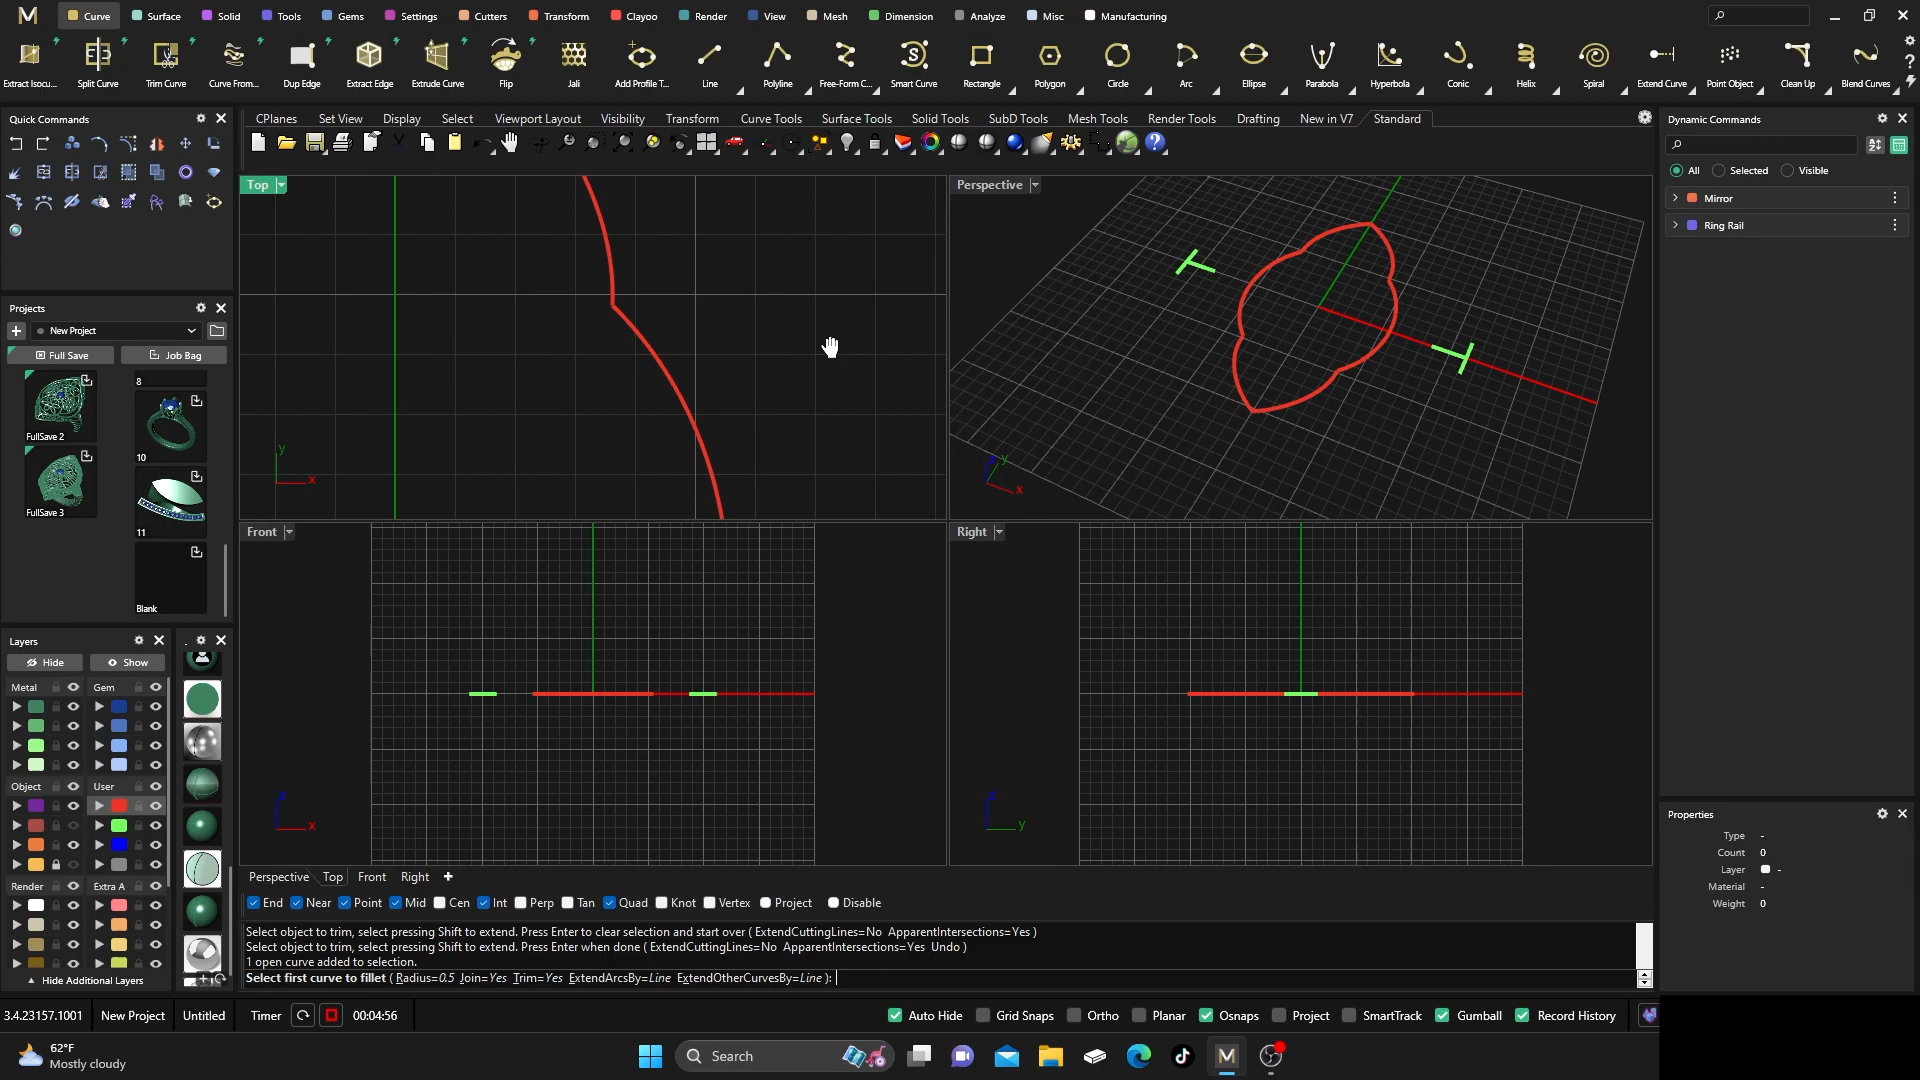 Curve Surface Solid Tools Gems Settings Cutters Transform Clayoo Render View Mesh Dimension Analyze Misc Manufacturing
Extract Isocu... Split Curve Trim Curve Curve From... Dup Edge Extract Edge Extrude Curve Flip Jali Add Profile T... Line Polyline Free-Form C... Smart Curve Rectangle Polygon Circle Arc Ellipse Parabola Hyperbola Conic Helix Spiral Extend Curve Point Object Clean Up Blend Curves
Quick Commands
CPlanes Set View Display Select Viewport Layout Visibility Transform Curve Tools Surface Tools Solid Tools SubD Tools Mesh Tools Render Tools Drafting New in V7 Standard
Dynamic Commands
All Selected Visible
Mirror
Ring Rail
Top
Perspective
y
x
y
x
Projects
New Project
Full Save Job Bag
8
FullSave 2
10
FullSave 3
11
Blank
Front
Right
x
y
Layers
Hide Show
Metal Gem
Object User
Render Extra A
Hide Additional Layers
Perspective Top Front Right
End Near Point Mid Cen Int Perp Tan Quad Knot Vertex Project Disable
Select object to trim, select pressing Shift to extend. Press Enter to clear selection and start over ( ExtendCuttingLines=No ApparentIntersections=Yes )
Select object to trim, select pressing Shift to extend. Press Enter when done ( ExtendCuttingLines=No ApparentIntersections=Yes Undo )
1 open curve added to selection.
Select first curve to fillet ( Radius=0.5 Join=Yes Trim=Yes ExtendArcsBy=Line ExtendOtherCurvesBy=Line ):
Properties
Type -
Count 0
Layer -
Material -
Weight 0
3.4.23157.1001 New Project Untitled Timer 00:04:56
Auto Hide Grid Snaps Ortho Planar Osnaps Project SmartTrack Gumball Record History
62°F
Mostly cloudy
Search